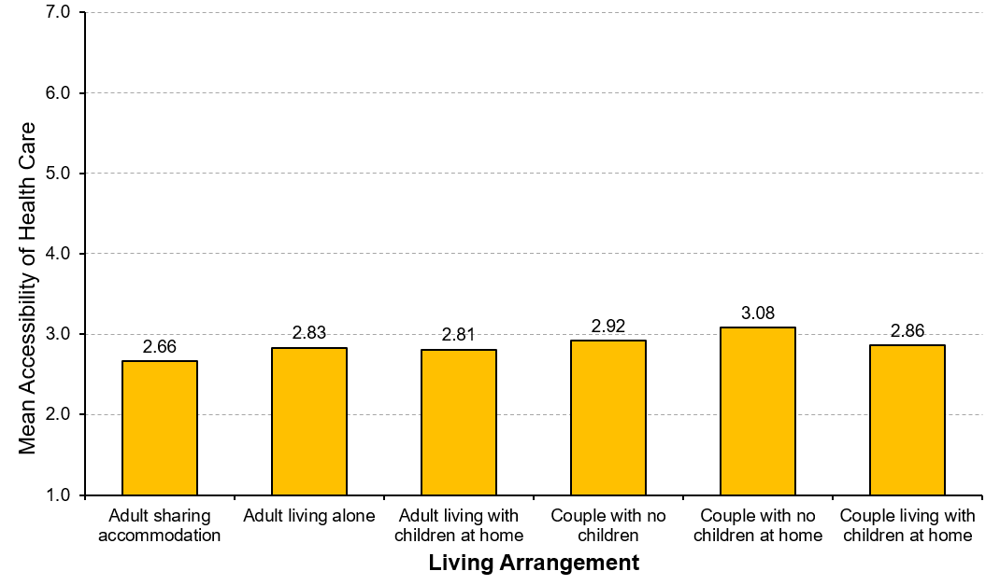 7.0
6.0
5.0
4.0
3.0
2.0
1.0
Mean Accessibility of Health Care
2.66
2.83
2.81
2.92
3.08
2.86
Adult sharing
accommodation
Adult living alone
Adult living with
children at home
Couple with no
children
Couple with no
children at home
Couple living with
children at home
Living Arrangement